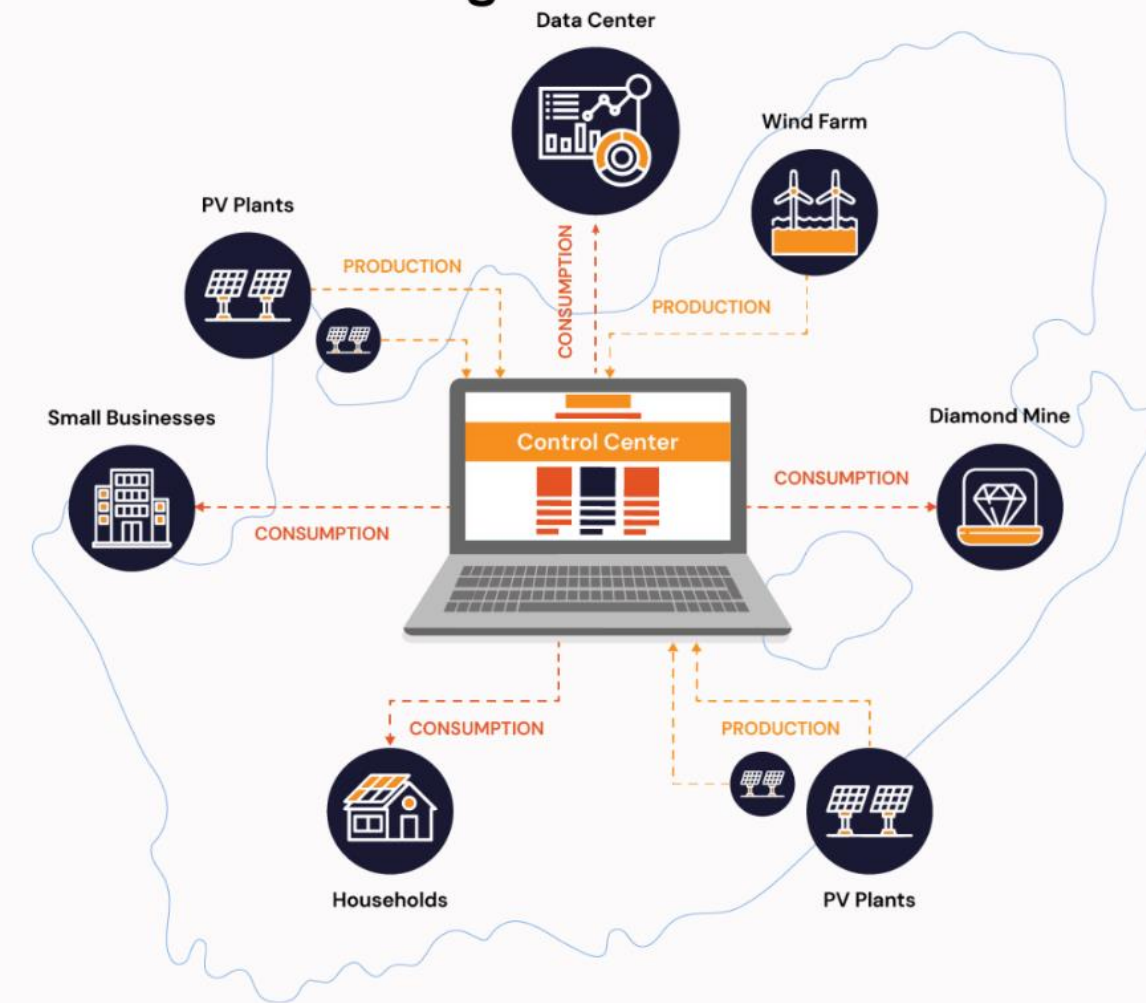 Data Center
Wind Farm
PV Plants
PRODUCTION
CONSUMPTION
PRODUCTION
Small Businesses
Control Center
Diamond Mine
CONSUMPTION
CONSUMPTION
CONSUMPTION
PRODUCTION
Households
PV Plants